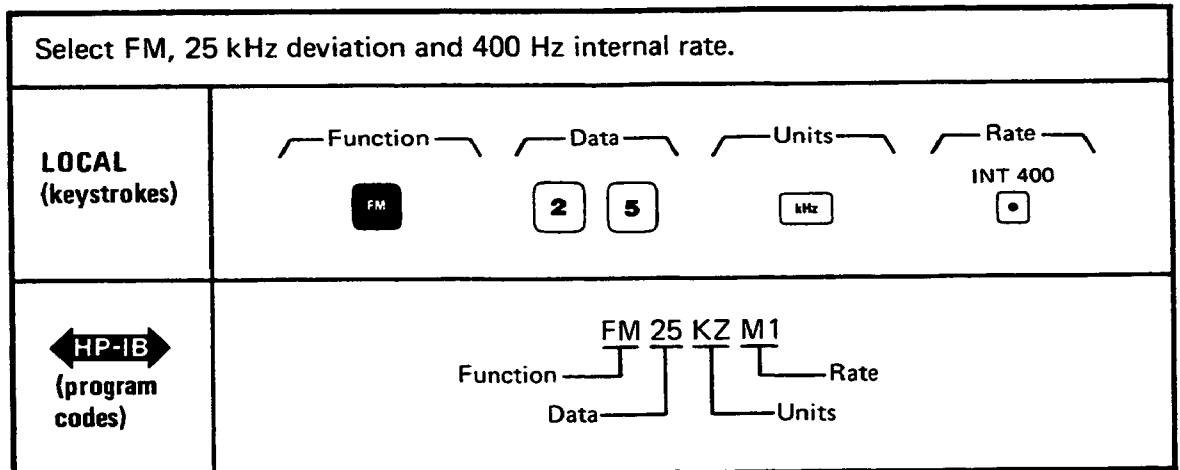 Select FM, 25 kHz deviation and 400 Hz internal rate.
LOCAL
(keystrokes)
Function Data Units Rate
INT 400
FM 2 5 kHz •
HP-IB
(program
codes)
FM 25 KZ M1
Function Rate
Data Units